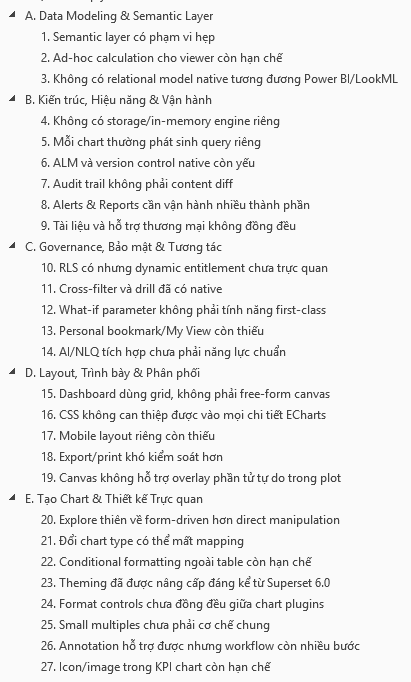 A. Data Modeling & Semantic Layer
1. Semantic layer có phạm vi hẹp
2. Ad-hoc calculation cho viewer còn hạn chế
3. Không có relational model native tương đương Power BI/LookML
B. Kiến trúc, Hiệu năng & Vận hành
4. Không có storage/in-memory engine riêng
5. Mỗi chart thường phát sinh query riêng
6. ALM và version control native còn yếu
7. Audit trail không phải content diff
8. Alerts & Reports cần vận hành nhiều thành phần
9. Tài liệu và hỗ trợ thương mại không đồng đều
C. Governance, Bảo mật & Tương tác
10. RLS có nhưng dynamic entitlement chưa trực quan
11. Cross-filter và drill đã có native
12. What-if parameter không phải tính năng first-class
13. Personal bookmark/My View còn thiếu
14. AI/NLQ tích hợp chưa phải năng lực chuẩn
D. Layout, Trình bày & Phân phối
15. Dashboard dùng grid, không phải free-form canvas
16. CSS không can thiệp được vào mọi chi tiết ECharts
17. Mobile layout riêng còn thiếu
18. Export/print khó kiểm soát hơn
19. Canvas không hỗ trợ overlay phần tử tự do trong plot
E. Tạo Chart & Thiết kế Trực quan
20. Explore thiên về form-driven hơn direct manipulation
21. Đổi chart type có thể mất mapping
22. Conditional formatting ngoài table còn hạn chế
23. Theming đã được nâng cấp đáng kể từ Superset 6.0
24. Format controls chưa đồng đều giữa chart plugins
25. Small multiples chưa phải cơ chế chung
26. Annotation hỗ trợ được nhưng workflow còn nhiều bước
27. Icon/image trong KPI chart còn hạn chế